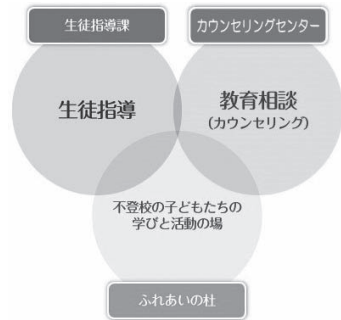 生徒指導課
カウンセリングセンター
生徒指導
教育相談
(カウンセリング)
不登校の子どもたちの
学びと活動の場
ふれあいの杜